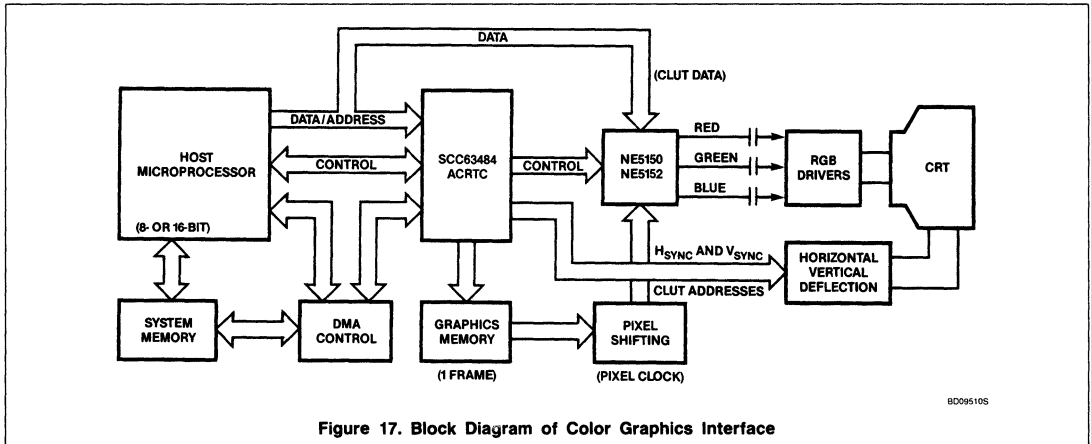 DATA
(CLUT DATA)
DATA/ADDRESS
HOST
MICROPROCESSOR
(8- OR 16-BIT)
CONTROL
SCC63484
ACRTC
CONTROL
NE5150
NE5152
RED
GREEN
BLUE
RGB
DRIVERS
CRT
HSYNC AND VSYNC
CLUT ADDRESSES
HORIZONTAL
VERTICAL
DEFLECTION
SYSTEM
MEMORY
DMA
CONTROL
GRAPHICS
MEMORY
(1 FRAME)
PIXEL
SHIFTING
(PIXEL CLOCK)
BD09510S
Figure 17. Block Diagram of Color Graphics Interface